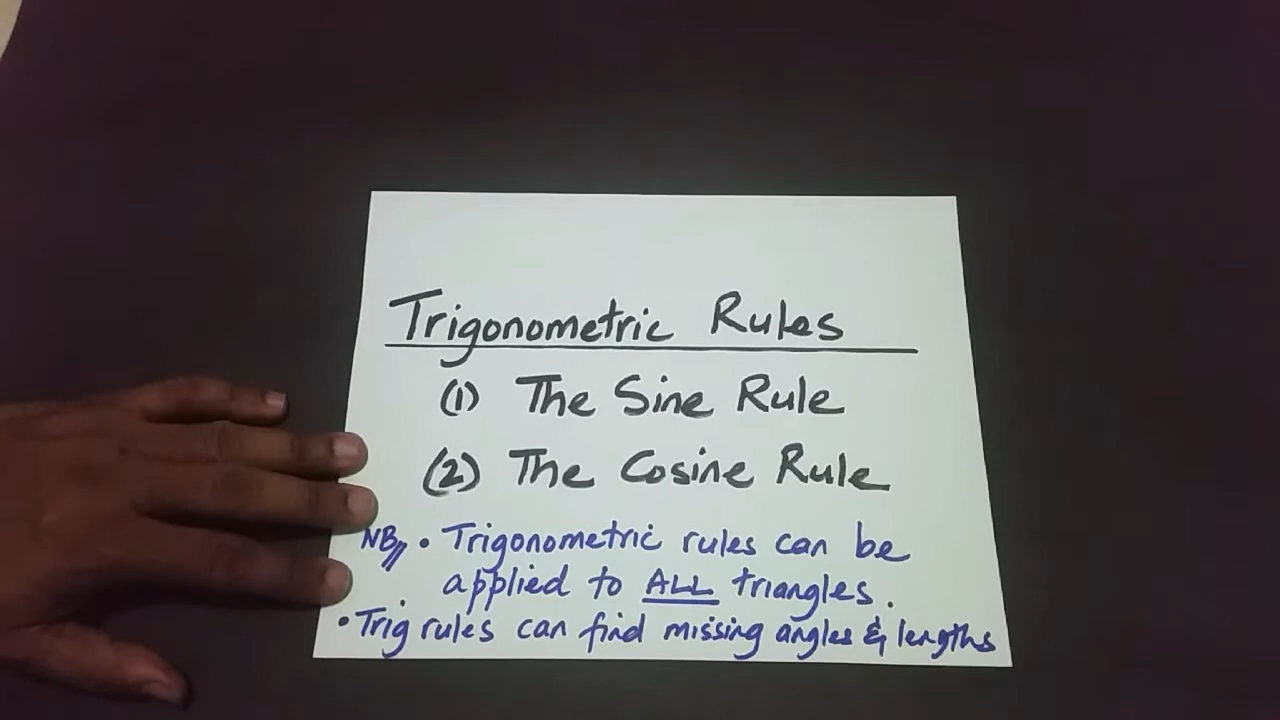 Trigonometric Rules
(1) The Sine Rule
(2) The Cosine Rule
NB // • Trigonometric rules can be
applied to ALL triangles.
• Trig rules can find missing angles & lengths